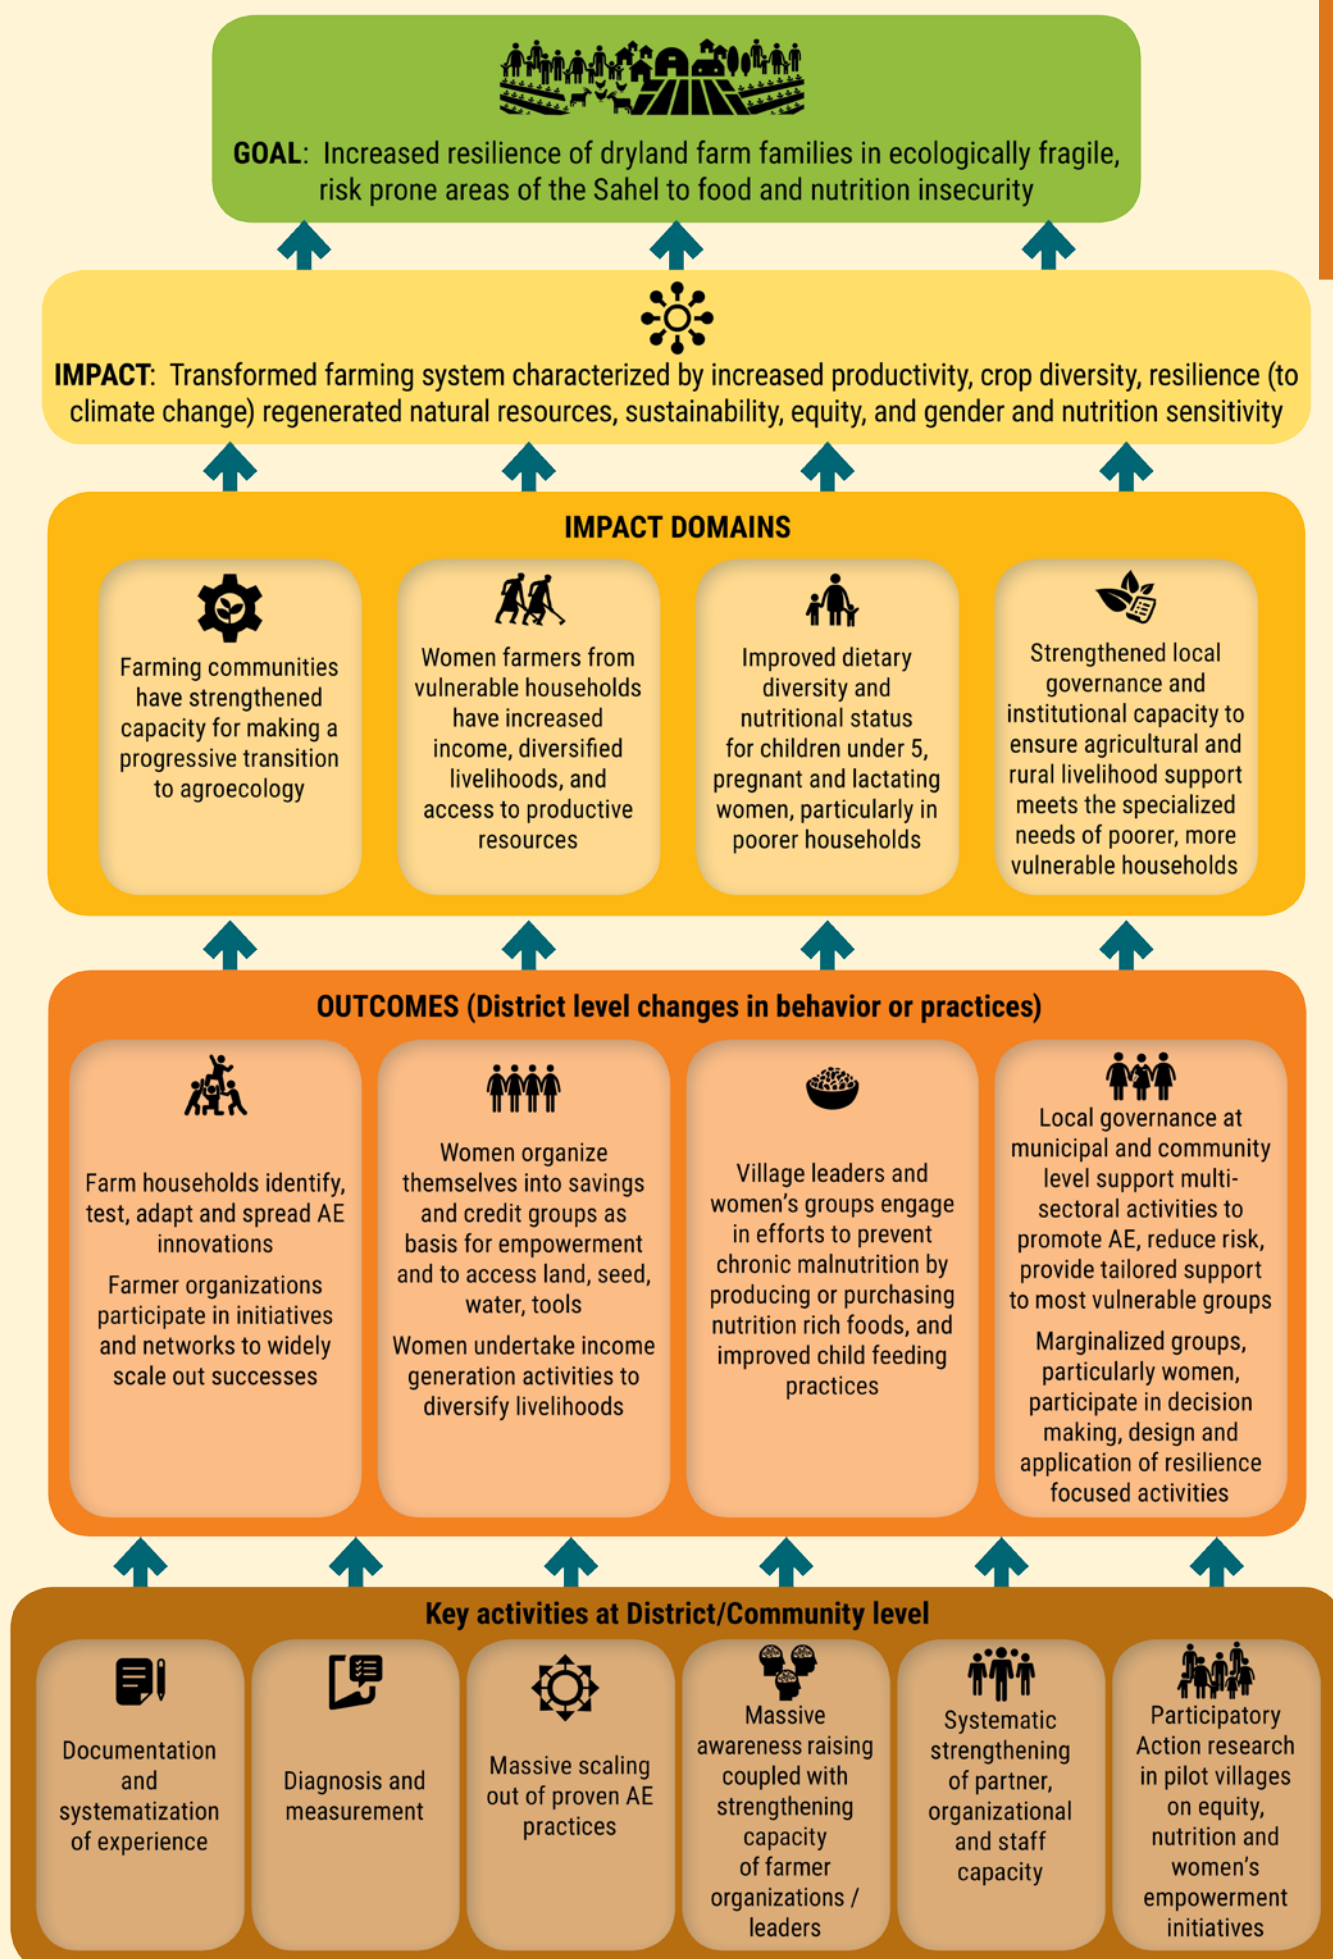 GOAL: Increased resilience of dryland farm families in ecologically fragile,
risk prone areas of the Sahel to food and nutrition insecurity
IMPACT: Transformed farming system characterized by increased productivity, crop diversity, resilience (to
climate change) regenerated natural resources, sustainability, equity, and gender and nutrition sensitivity
IMPACT DOMAINS
Farming communities
have strengthened
capacity for making a
progressive transition
to agroecology
Women farmers from
vulnerable households
have increased
income, diversified
livelihoods, and
access to productive
resources
Improved dietary
diversity and
nutritional status
for children under 5,
pregnant and lactating
women, particularly in
poorer households
Strengthened local
governance and
institutional capacity to
ensure agricultural and
rural livelihood support
meets the specialized
needs of poorer, more
vulnerable households
OUTCOMES (District level changes in behavior or practices)
Farm households identify,
test, adapt and spread AE
innovations
Farmer organizations
participate in initiatives
and networks to widely
scale out successes
Women organize
themselves into savings
and credit groups as
basis for empowerment
and to access land, seed,
water, tools
Women undertake income
generation activities to
diversify livelihoods
Village leaders and
women's groups engage
in efforts to prevent
chronic malnutrition by
producing or purchasing
nutrition rich foods, and
improved child feeding
practices
Local governance at
municipal and community
level support multi-
sectoral activities to
promote AE, reduce risk,
provide tailored support
to most vulnerable groups
Marginalized groups,
particularly women,
participate in decision
making, design and
application of resilience
focused activities
Key activities at District/Community level
Documentation
and
systematization
of experience
Diagnosis and
measurement
Massive scaling
out of proven AE
practices
Massive
awareness raising
coupled with
strengthening
capacity
of farmer
organizations /
leaders
Systematic
strengthening
of partner,
organizational
and staff
capacity
Participatory
Action research
in pilot villages
on equity,
nutrition and
women's
empowerment
initiatives